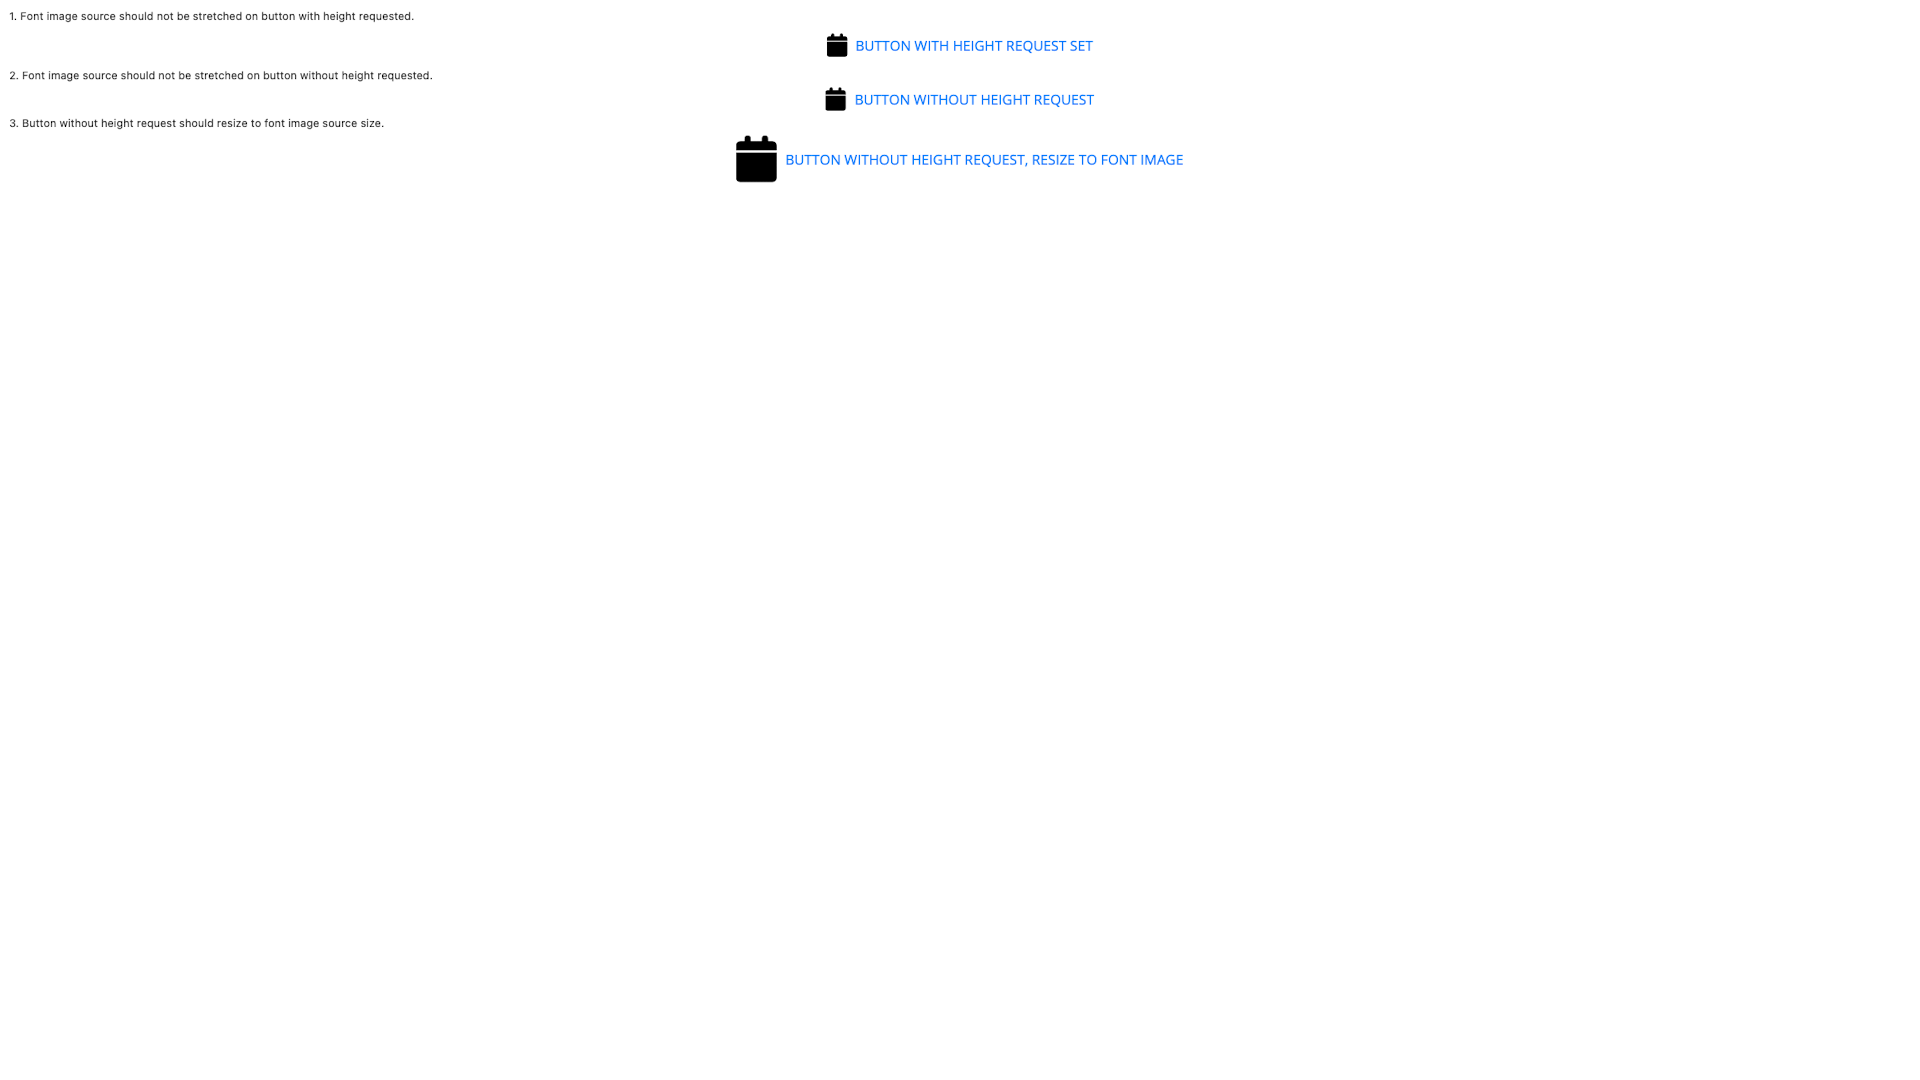 1. Font image source should not be stretched on button with height requested.
BUTTON WITH HEIGHT REQUEST SET
2. Font image source should not be stretched on button without height requested.
BUTTON WITHOUT HEIGHT REQUEST
3. Button without height request should resize to font image source size.
BUTTON WITHOUT HEIGHT REQUEST, RESIZE TO FONT IMAGE